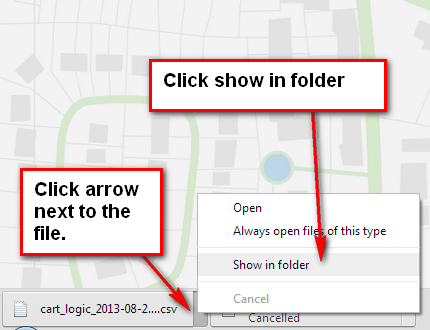 Click show in folder
Click arrow
next to the
file.
Open
Always open files of this type
Show in folder
Cancel
cart_logic_2013-08-2....csv
Cancelled